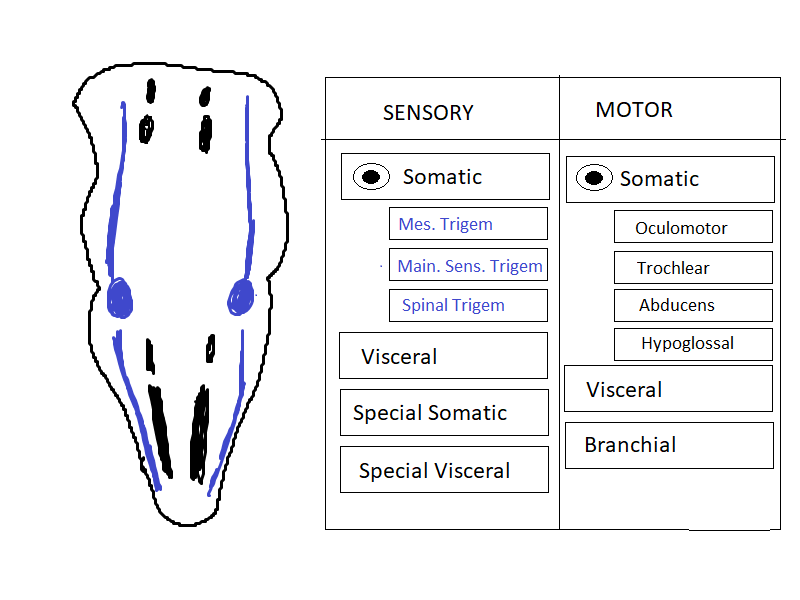 SENSORY
MOTOR
Somatic
Mes. Trigem
Main. Sens. Trigem
Spinal Trigem
Visceral
Special Somatic
Special Visceral
Somatic
Oculomotor
Trochlear
Abducens
Hypoglossal
Visceral
Branchial